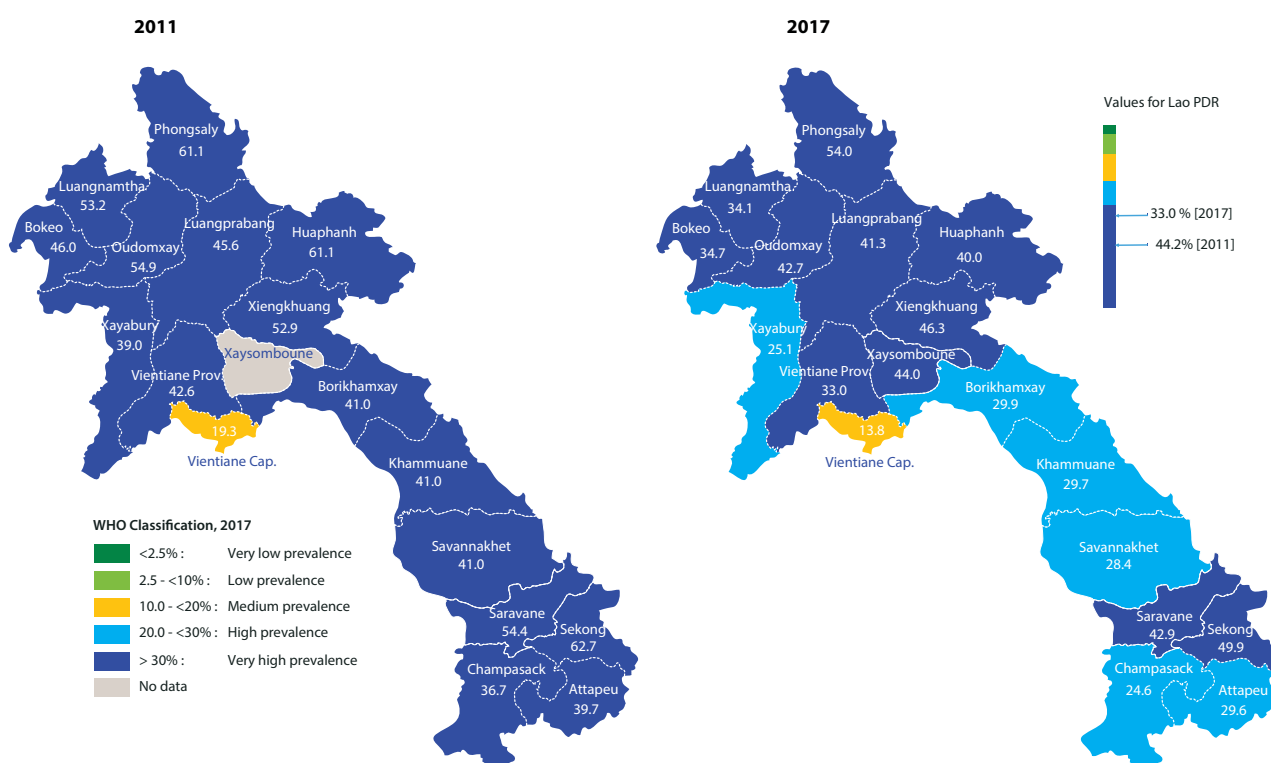 2011
Phongsaly
61.1
Luangnamtha
53.2
Luangprabang
45.6
Bokeo
46.0
Huaphanh
61.1
Oudomxay
54.9
Xiengkhuang
52.9
Xayabury
39.0
Xaysomboune
Vientiane Prov.
42.6
Borikhamxay
41.0
19.3
Vientiane Cap.
Khammuane
41.0
Savannakhet
41.0
Saravane
54.4
Sekong
62.7
Champasack
36.7
Attapeu
39.7
WHO Classification, 2017
<2.5% : Very low prevalence
2.5 - <10% : Low prevalence
10.0 - <20% : Medium prevalence
20.0 - <30% : High prevalence
> 30% : Very high prevalence
No data
2017
Phongsaly
54.0
Luangnamtha
34.1
Luangprabang
41.3
Bokeo
34.7
Huaphanh
40.0
Oudomxay
42.7
Xiengkhuang
46.3
Xayabury
25.1
Xaysomboune
44.0
Vientiane Prov.
33.0
Borikhamxay
29.9
13.8
Vientiane Cap.
Khammuane
29.7
Savannakhet
28.4
Saravane
42.9
Sekong
49.9
Champasack
24.6
Attapeu
29.6
Values for Lao PDR
33.0 % [2017]
44.2% [2011]